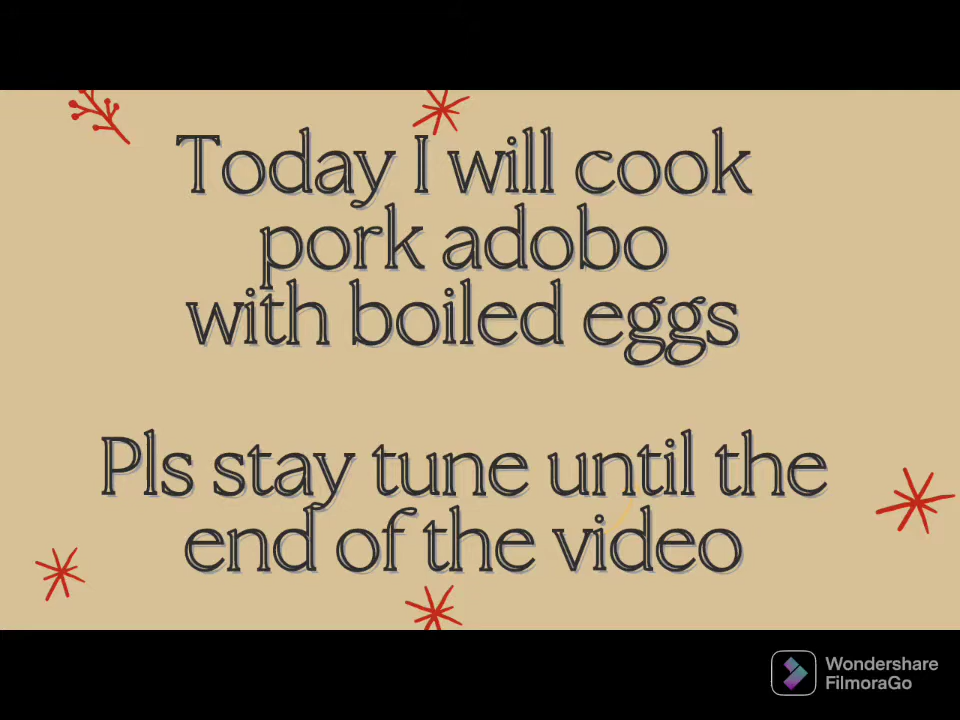 Today I will cook
pork adobo
with boiled eggs
Pls stay tune until the
end of the video
Wondershare
FilmoraGo